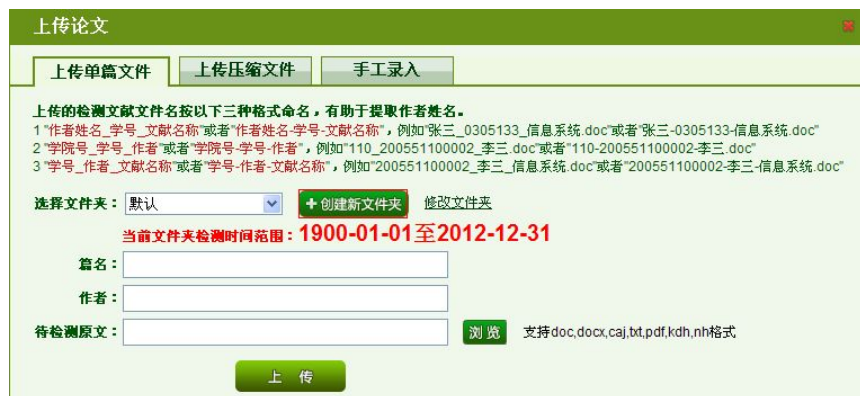 上传论文
上传单篇文件 上传压缩文件 手工录入
上传的检测文献文件名按以下三种格式命名，有助于提取作者姓名。
1 "作者姓名_学号_文献名称"或者"作者姓名-学号-文献名称"，例如"张三_0305133_信息系统.doc"或者"张三-0305133-信息系统.doc"
2 "学院号_学号_作者"或者"学院号-学号-作者"，例如"110_200551100002_李三.doc"或者"110-200551100002-李三.doc"
3 "学号_作者_文献名称"或者"学号-作者-文献名称"，例如"200551100002_李三_信息系统.doc"或者"200551100002-李三-信息系统.doc"
选择文件夹： 默认 +创建新文件夹 修改文件夹
当前文件夹检测时间范围：1900-01-01至2012-12-31
篇名：
作者：
待检测原文： 浏览 支持doc,docx,caj,txt,pdf,kdh,nh格式
上 传